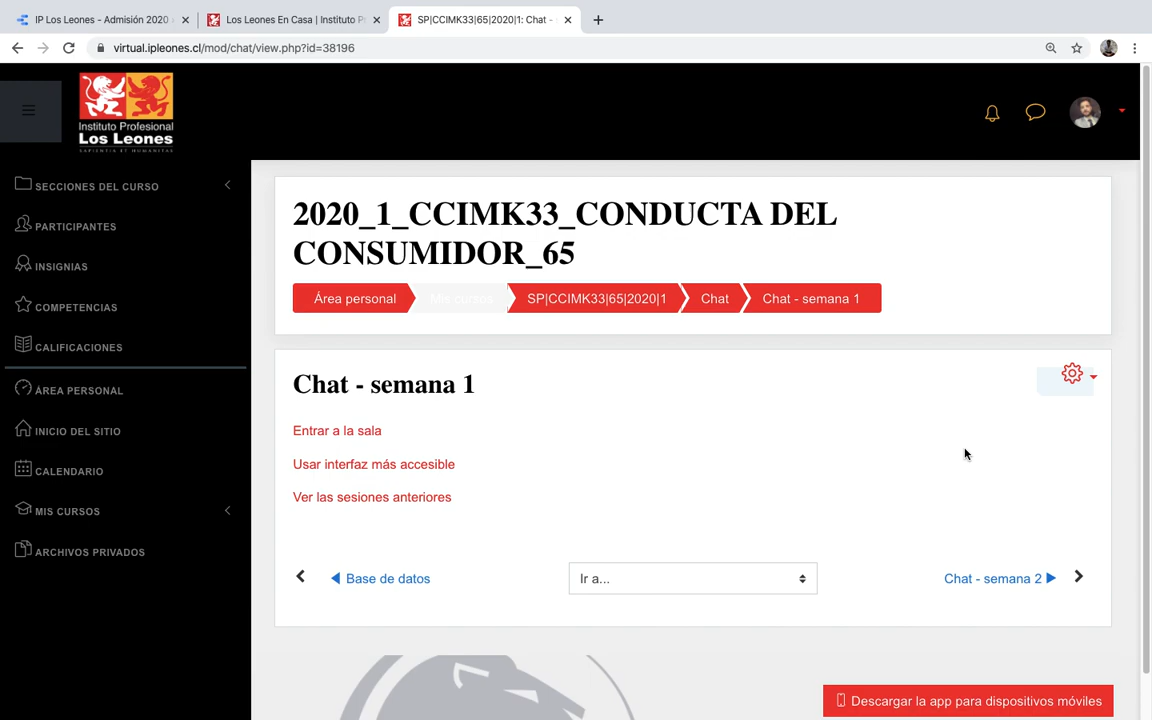 IP Los Leones - Admisión 2020
Los Leones En Casa | Instituto P
SP|CCIMK33|65|2020|1: Chat -
virtual.ipleones.cl/mod/chat/view.php?id=38196
Instituto Profesional
Los Leones
SAPIENTIA ET HUMANITAS
SECCIONES DEL CURSO
PARTICIPANTES
INSIGNIAS
COMPETENCIAS
CALIFICACIONES
ÁREA PERSONAL
INICIO DEL SITIO
CALENDARIO
MIS CURSOS
ARCHIVOS PRIVADOS
2020_1_CCIMK33_CONDUCTA DEL
CONSUMIDOR_65
Área personal Mis cursos SP|CCIMK33|65|2020|1 Chat Chat - semana 1
Chat - semana 1
Entrar a la sala
Usar interfaz más accesible
Ver las sesiones anteriores
◀ Base de datos
Ir a...
Chat - semana 2 ▶
Descargar la app para dispositivos móviles